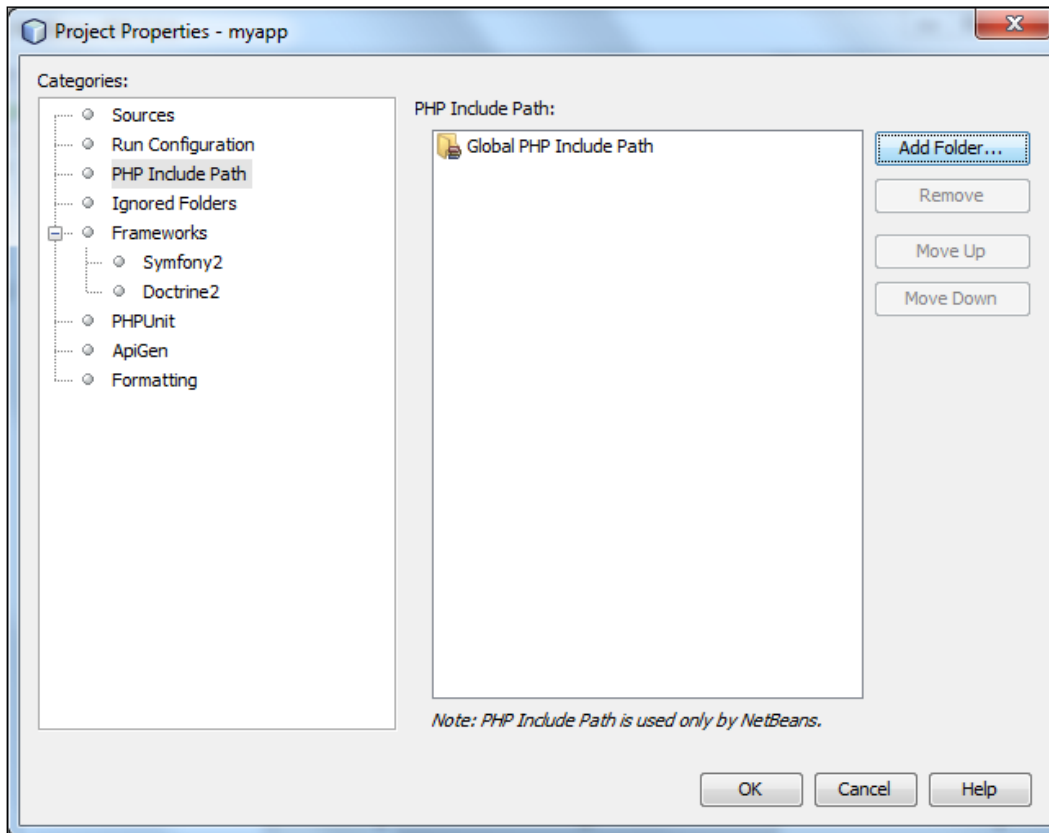 Project Properties - myapp
Categories:
Sources
Run Configuration
PHP Include Path
Ignored Folders
Frameworks
Symfony2
Doctrine2
PHPUnit
ApiGen
Formatting
PHP Include Path:
Global PHP Include Path
Add Folder...
Remove
Move Up
Move Down
Note: PHP Include Path is used only by NetBeans.
OK
Cancel
Help